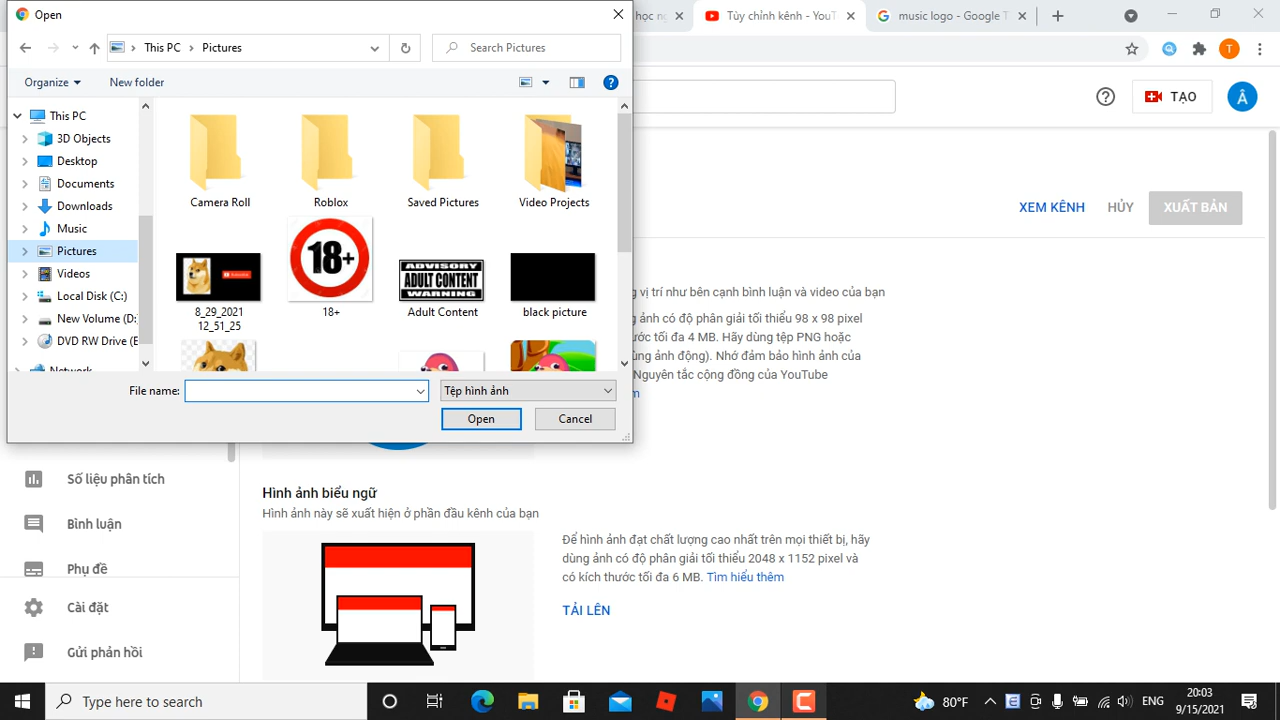 Open
học ng
Tùy chỉnh kênh - You
music logo - Google T
T
This PC
Pictures
Search Pictures
Organize
New folder
TẠO
Â
This PC
3D Objects
Desktop
Documents
Downloads
Music
Pictures
Videos
Local Disk (C:)
New Volume (D:
DVD RW Drive (E
Camera Roll
Roblox
Saved Pictures
Video Projects
18+
ADVISORY
ADULT CONTENT
WARNING
8_29_2021
12_51_25
18+
Adult Content
black picture
File name:
Tệp hình ảnh
Open
Cancel
XEM KÊNH
HỦY
XUẤT BẢN
g vị trí như bên cạnh bình luận và video của bạn
g ảnh có độ phân giải tối thiểu 98 x 98 pixel
ước tối đa 4 MB. Hãy dùng tệp PNG hoặc
ùng ảnh động). Nhớ đảm bảo hình ảnh của
Nguyên tắc cộng đồng của YouTube
m
Số liệu phân tích
Bình luận
Phụ đề
Cài đặt
Gửi phản hồi
Hình ảnh biểu ngữ
Hình ảnh này sẽ xuất hiện ở phần đầu kênh của bạn
Để hình ảnh đạt chất lượng cao nhất trên mọi thiết bị, hãy
dùng ảnh có độ phân giải tối thiểu 2048 x 1152 pixel và
có kích thước tối đa 6 MB. Tìm hiểu thêm
TẢI LÊN
Type here to search
80°F
ENG
20:03
9/15/2021